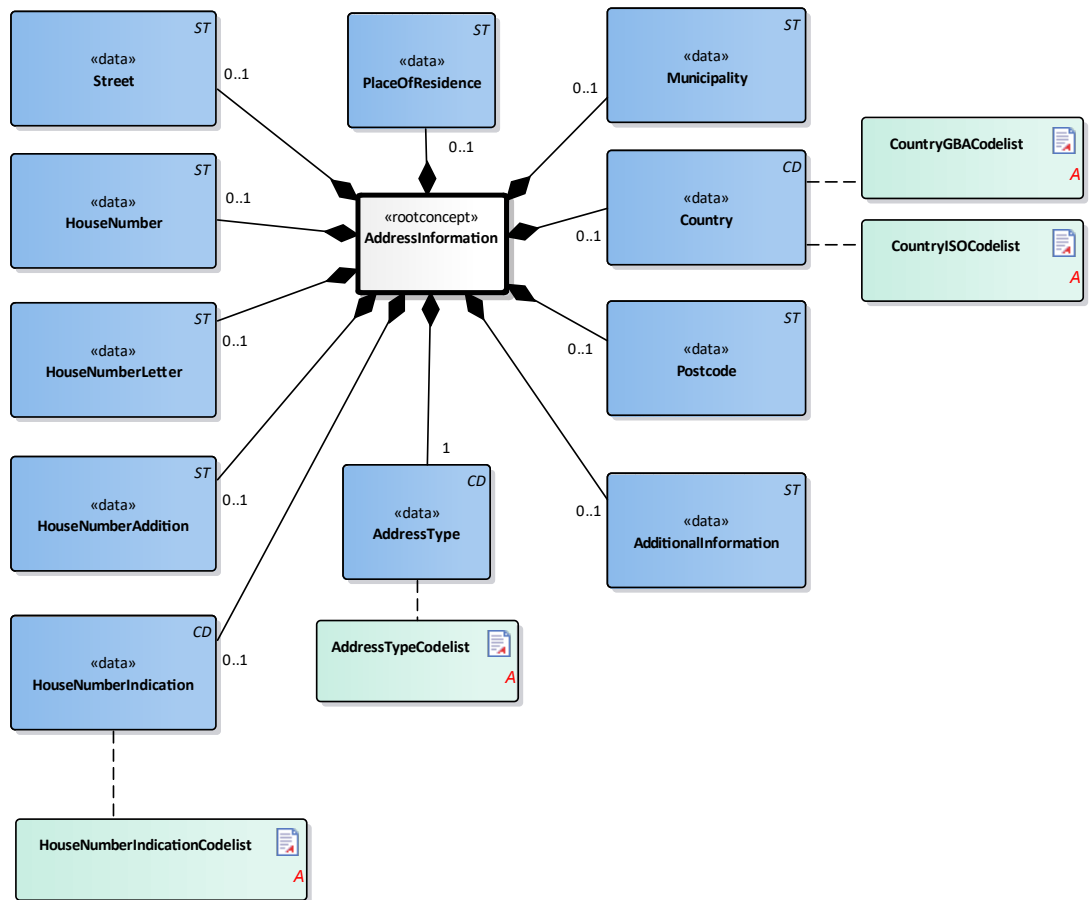 ST
«data»
Street
0..1
ST
«data»
PlaceOfResidence
0..1
ST
«data»
Municipality
0..1
ST
«data»
HouseNumber
0..1
«rootconcept»
AddressInformation
CD
«data»
Country
0..1
CountryGBACodelist
A
CountryISOCodelist
A
ST
«data»
HouseNumberLetter
0..1
ST
«data»
Postcode
0..1
ST
«data»
HouseNumberAddition
0..1
1
CD
«data»
AddressType
ST
«data»
AdditionalInformation
0..1
CD
«data»
HouseNumberIndication
0..1
AddressTypeCodelist
A
HouseNumberIndicationCodelist
A